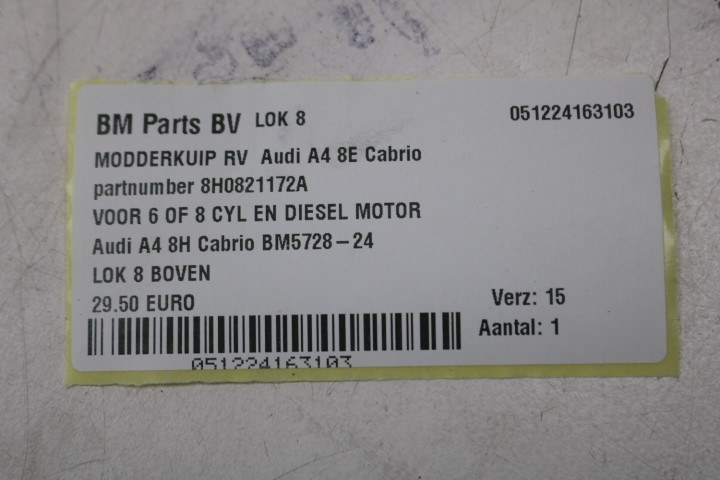 BM Parts BV LOK 8 051224163103
MODDERKUIP RV Audi A4 8E Cabrio
partnumber 8H0821172A
VOOR 6 OF 8 CYL EN DIESEL MOTOR
Audi A4 8H Cabrio BM5728-24
LOK 8 BOVEN
29.50 EURO Verz: 15
Aantal: 1
051224163103